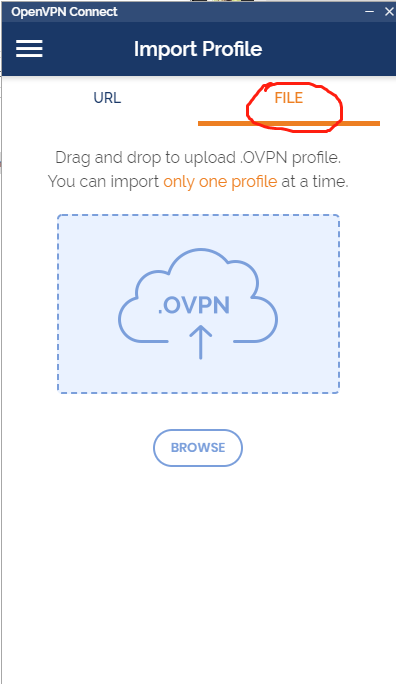 OpenVPN Connect
Import Profile
URL
FILE
Drag and drop to upload .OVPN profile.
You can import only one profile at a time.
.OVPN
BROWSE